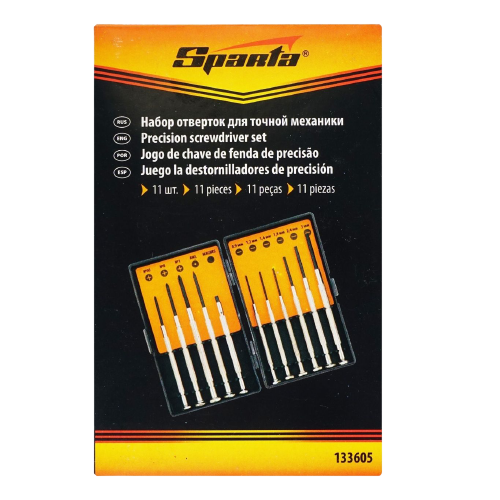 Sparta®
RUS Набор отверток для точной механики
ENG Precision screwdriver set
POR Jogo de chave de fenda de precisão
ESP Juego la destornilladores de precisión
11 шт. 11 pieces 11 peças 11 piezas
133605